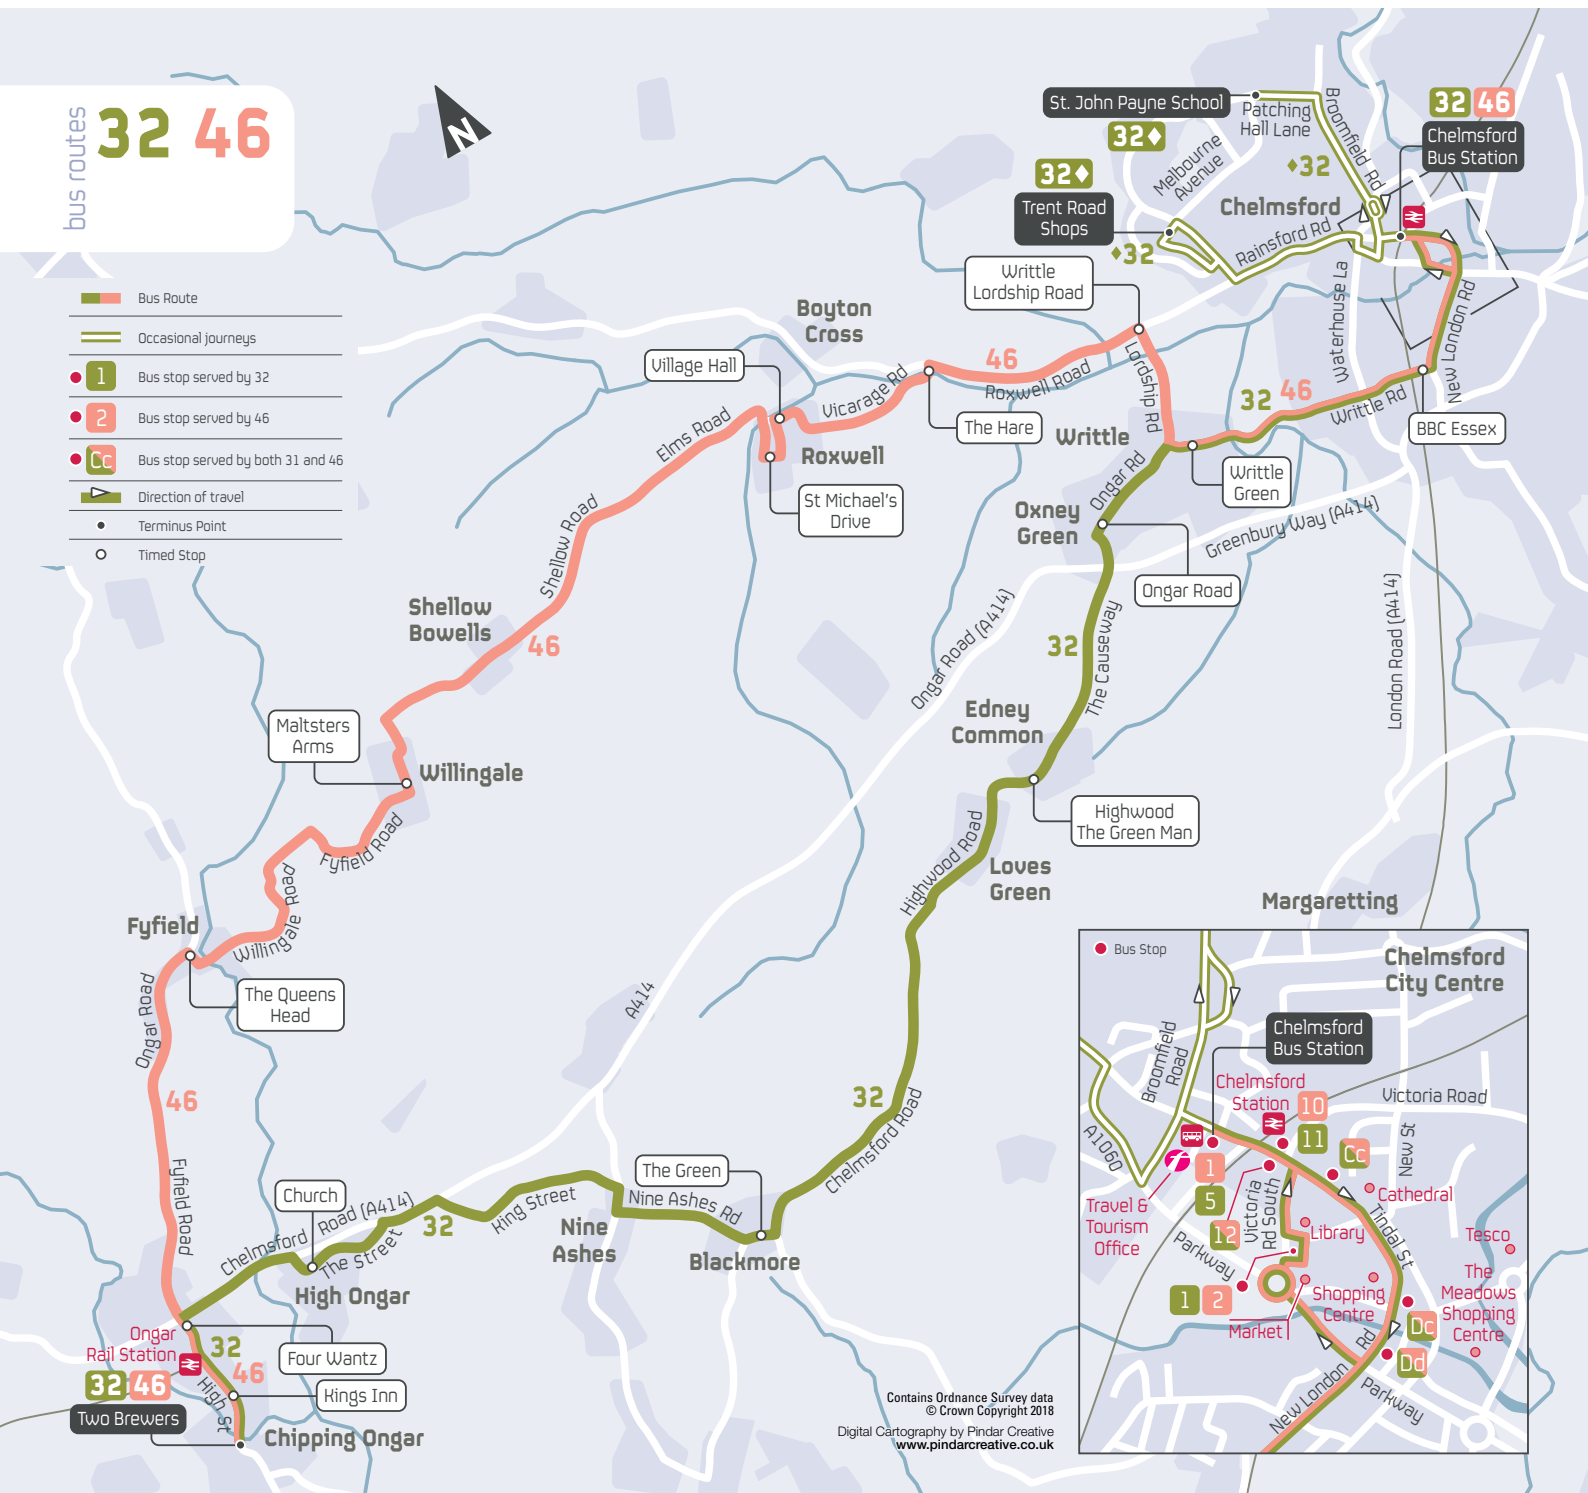 bus routes
32 46
N
Bus Route
Occasional journeys
1
Bus stop served by 32
2
Bus stop served by 46
Cc
Bus stop served by both 31 and 46
Direction of travel
Terminus Point
Timed Stop
St. John Payne School
32♦
Patching
Hall Lane
Broomfield Rd
♦32
Melbourne
Avenue
32♦
Trent Road
Shops
♦32
Chelmsford
Rainsford Rd
32 46
Chelmsford
Bus Station
Waterhouse La
New London Rd
Writtle
Lordship Road
Boyton
Cross
Village Hall
Vicarage Rd
46
Roxwell Road
Lordship Rd
The Hare
32 46
Writtle Rd
BBC Essex
Writtle
Writtle
Green
Elms Road
Roxwell
St Michael's
Drive
Shellow Road
Ongar Rd
Oxney
Green
Greenbury Way (A414)
Ongar Road
London Road (A414)
Shellow
Bowells
46
Ongar Road (A414)
32
The Causeway
Edney
Common
Maltsters
Arms
Willingale
Fyfield Road
Highwood
The Green Man
Highwood Road
Loves
Green
Willingale Road
Fyfield
The Queens
Head
Ongar Road
46
A414
Fyfield Road
32
Chelmsford Road
The Green
Nine Ashes Rd
Church
Chelmsford Road (A414)
The Street
32
King Street
Nine
Ashes
Blackmore
High Ongar
Ongar
Rail Station
32
46
Four Wantz
32 46
High St
Kings Inn
Two Brewers
Chipping Ongar
Margaretting
Bus Stop
Chelmsford
City Centre
Chelmsford
Bus Station
Broomfield
Road
Chelmsford
Station
10
11
Victoria Road
New St
A1060
Cc
1
5
12
Travel &
Tourism
Office
Victoria
Rd South
Cathedral
Library
Tindal St
Tesco
Parkway
1 2
Market
Shopping
Centre
The
Meadows
Shopping
Centre
Dc
Dd
New London Rd
Parkway
Contains Ordnance Survey data
© Crown Copyright 2018
Digital Cartography by Pindar Creative
www.pindarcreative.co.uk